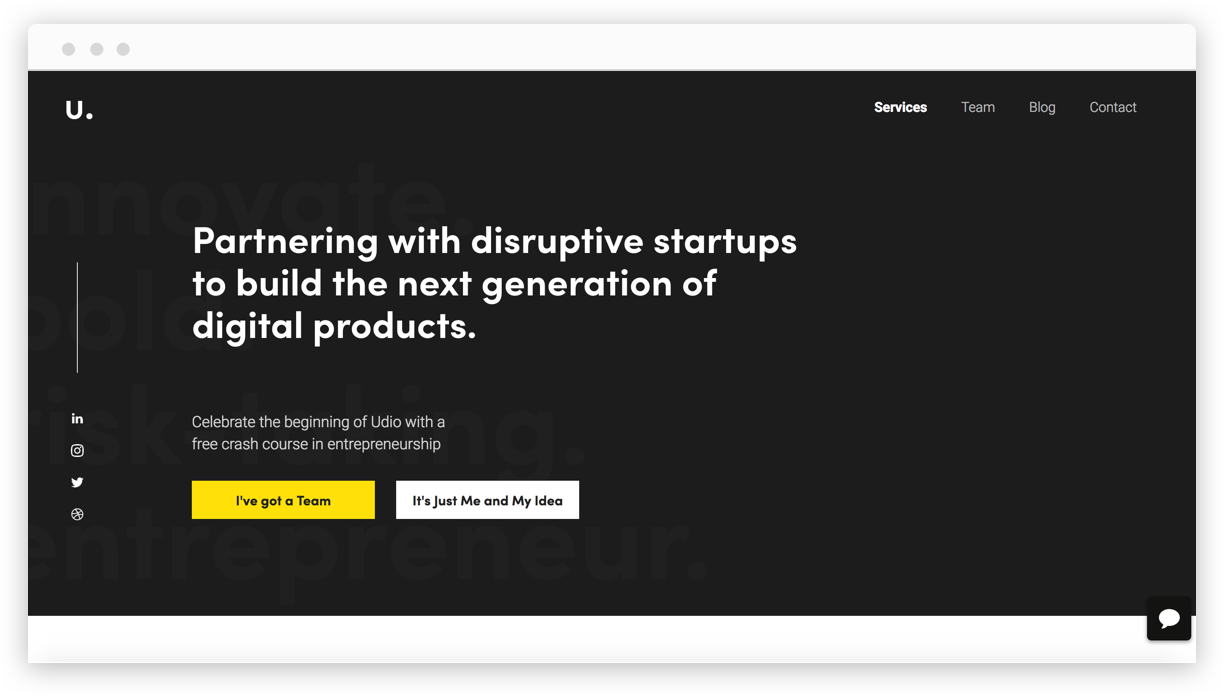 U.
Services
Team
Blog
Contact
innovate.
Partnering with disruptive startups
to build the next generation of
digital products.
bold.
risk-taking.
Celebrate the beginning of Udio with a
free crash course in entrepreneurship
I've got a Team
It's Just Me and My Idea
entrepreneur.